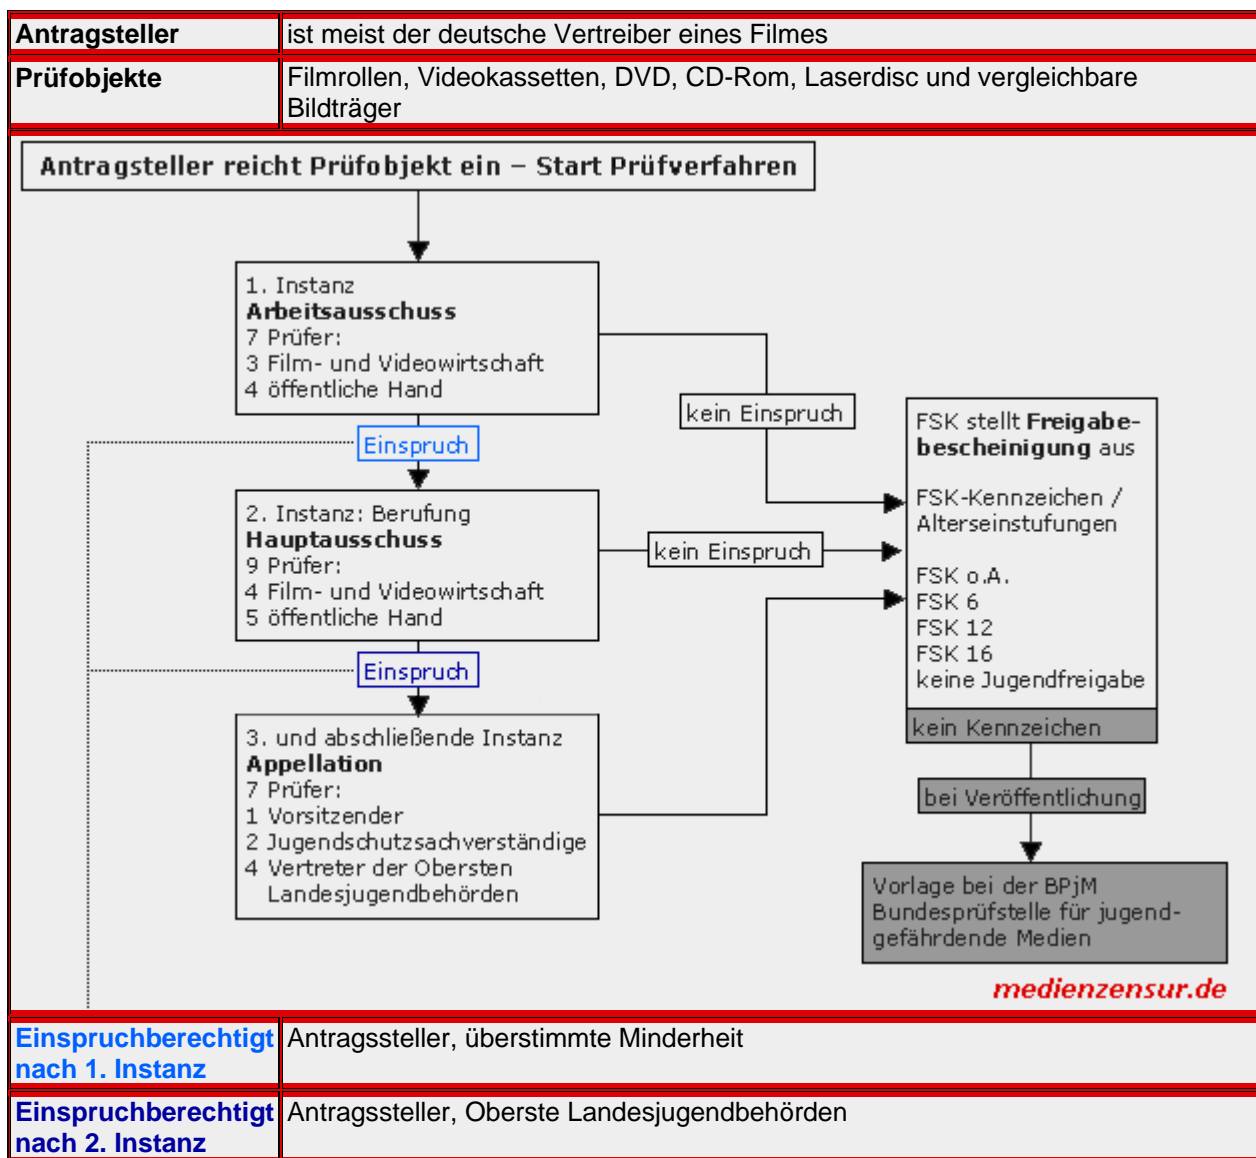 Antragsteller
ist meist der deutsche Vertreiber eines Filmes
Prüfobjekte
Filmrollen, Videokassetten, DVD, CD-Rom, Laserdisc und vergleichbare
Bildträger
Antragsteller reicht Prüfobjekt ein – Start Prüfverfahren
1. Instanz
Arbeitsausschuss
7 Prüfer:
3 Film- und Videowirtschaft
4 öffentliche Hand
kein Einspruch
Einspruch
2. Instanz: Berufung
Hauptausschuss
9 Prüfer:
4 Film- und Videowirtschaft
5 öffentliche Hand
kein Einspruch
Einspruch
3. und abschließende Instanz
Appellation
7 Prüfer:
1 Vorsitzender
2 Jugendschutzsachverständige
4 Vertreter der Obersten
Landesjugendbehörden
FSK stellt Freigabe-
bescheinigung aus
FSK-Kennzeichen /
Alterseinstufungen
FSK o.A.
FSK 6
FSK 12
FSK 16
keine Jugendfreigabe
kein Kennzeichen
bei Veröffentlichung
Vorlage bei der BPjM
Bundesprüfstelle für jugend-
gefährdende Medien
medienzensur.de
Einspruchberechtigt
nach 1. Instanz
Antragssteller, überstimmte Minderheit
Einspruchberechtigt
nach 2. Instanz
Antragssteller, Oberste Landesjugendbehörden